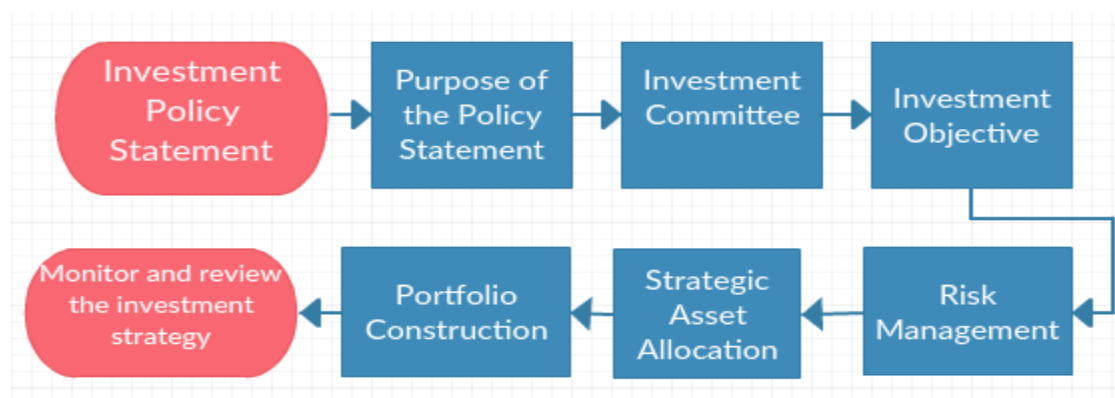 Investment
Policy
Statement
Purpose of
the Policy
Statement
Investment
Committee
Investment
Objective
Risk
Management
Strategic
Asset
Allocation
Portfolio
Construction
Monitor and review
the investment
strategy